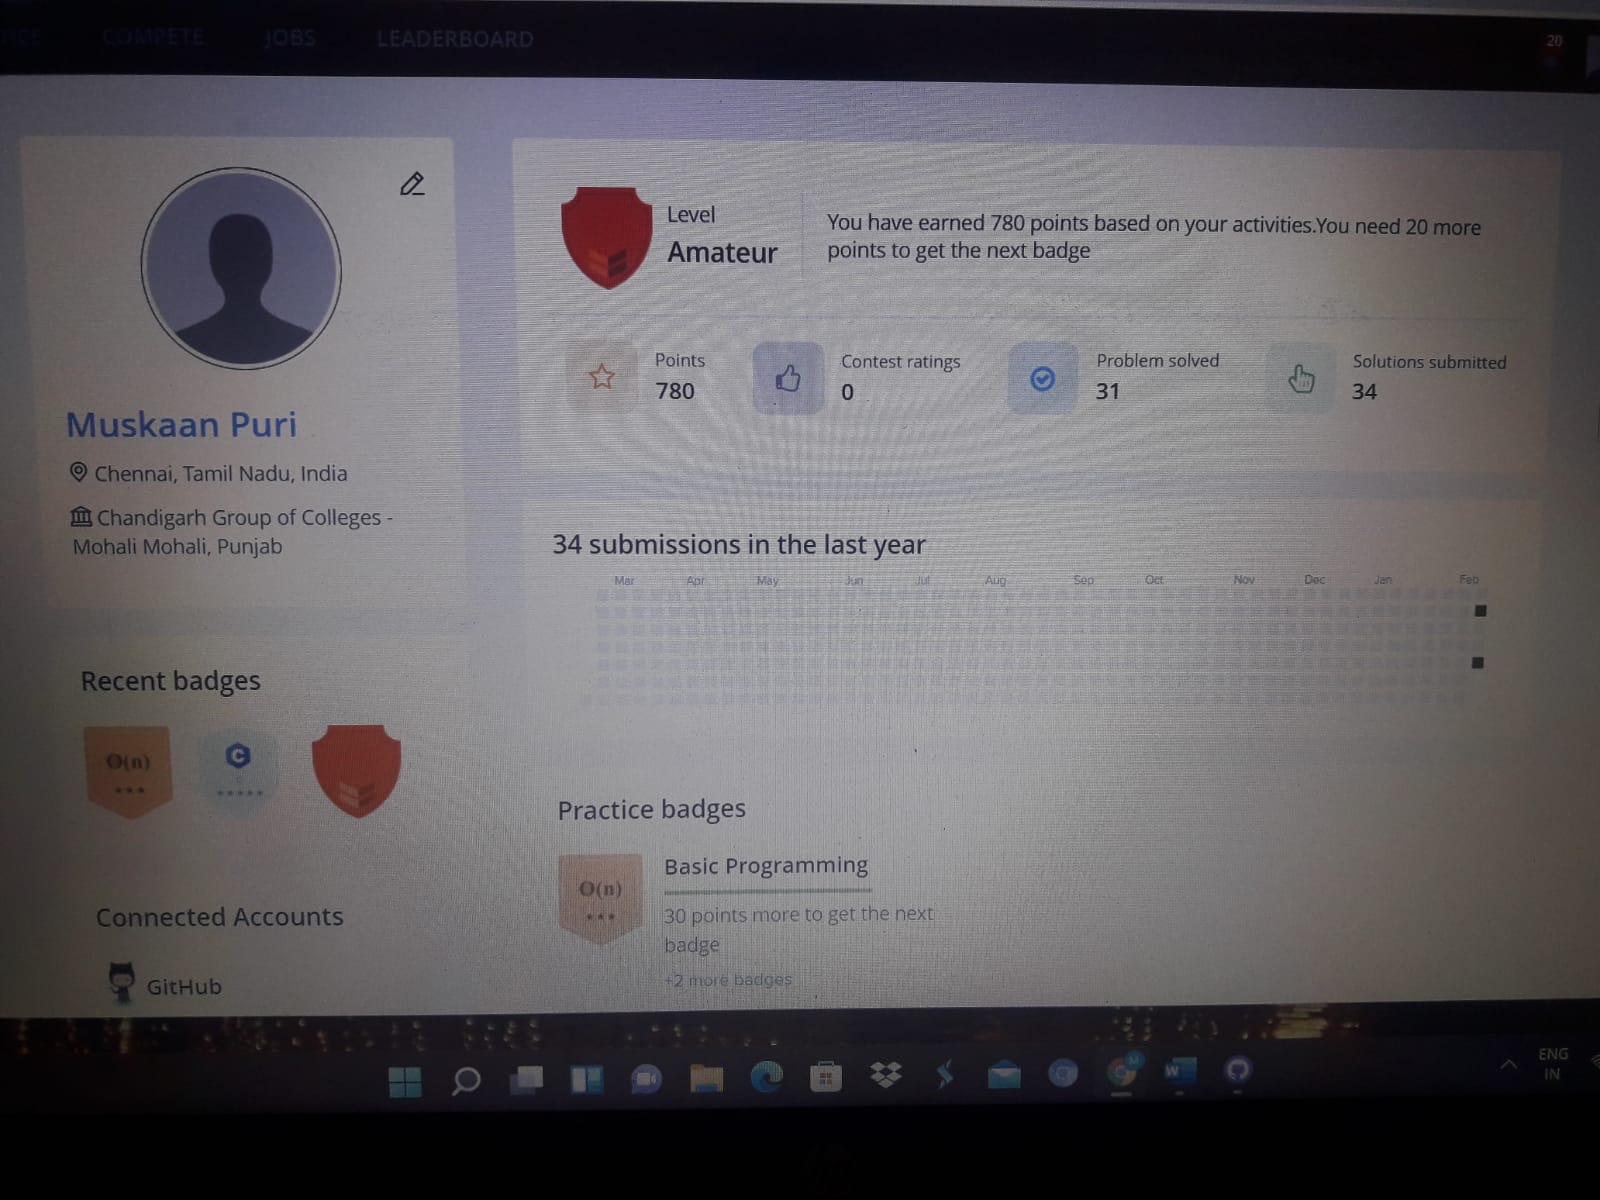 COMPETE
JOBS
LEADERBOARD
20
Level
Amateur
You have earned 780 points based on your activities.You need 20 more
points to get the next badge
Points
780
Contest ratings
0
Problem solved
31
Solutions submitted
34
Muskaan Puri
Chennai, Tamil Nadu, India
Chandigarh Group of Colleges -
Mohali Mohali, Punjab
34 submissions in the last year
Mar Apr May Jun Jul Aug Sep Oct Nov Dec Jan Feb
Recent badges
O(n)
C
Practice badges
O(n)
Basic Programming
30 points more to get the next
badge
+2 more badges
Connected Accounts
GitHub
M
W
ENG
IN